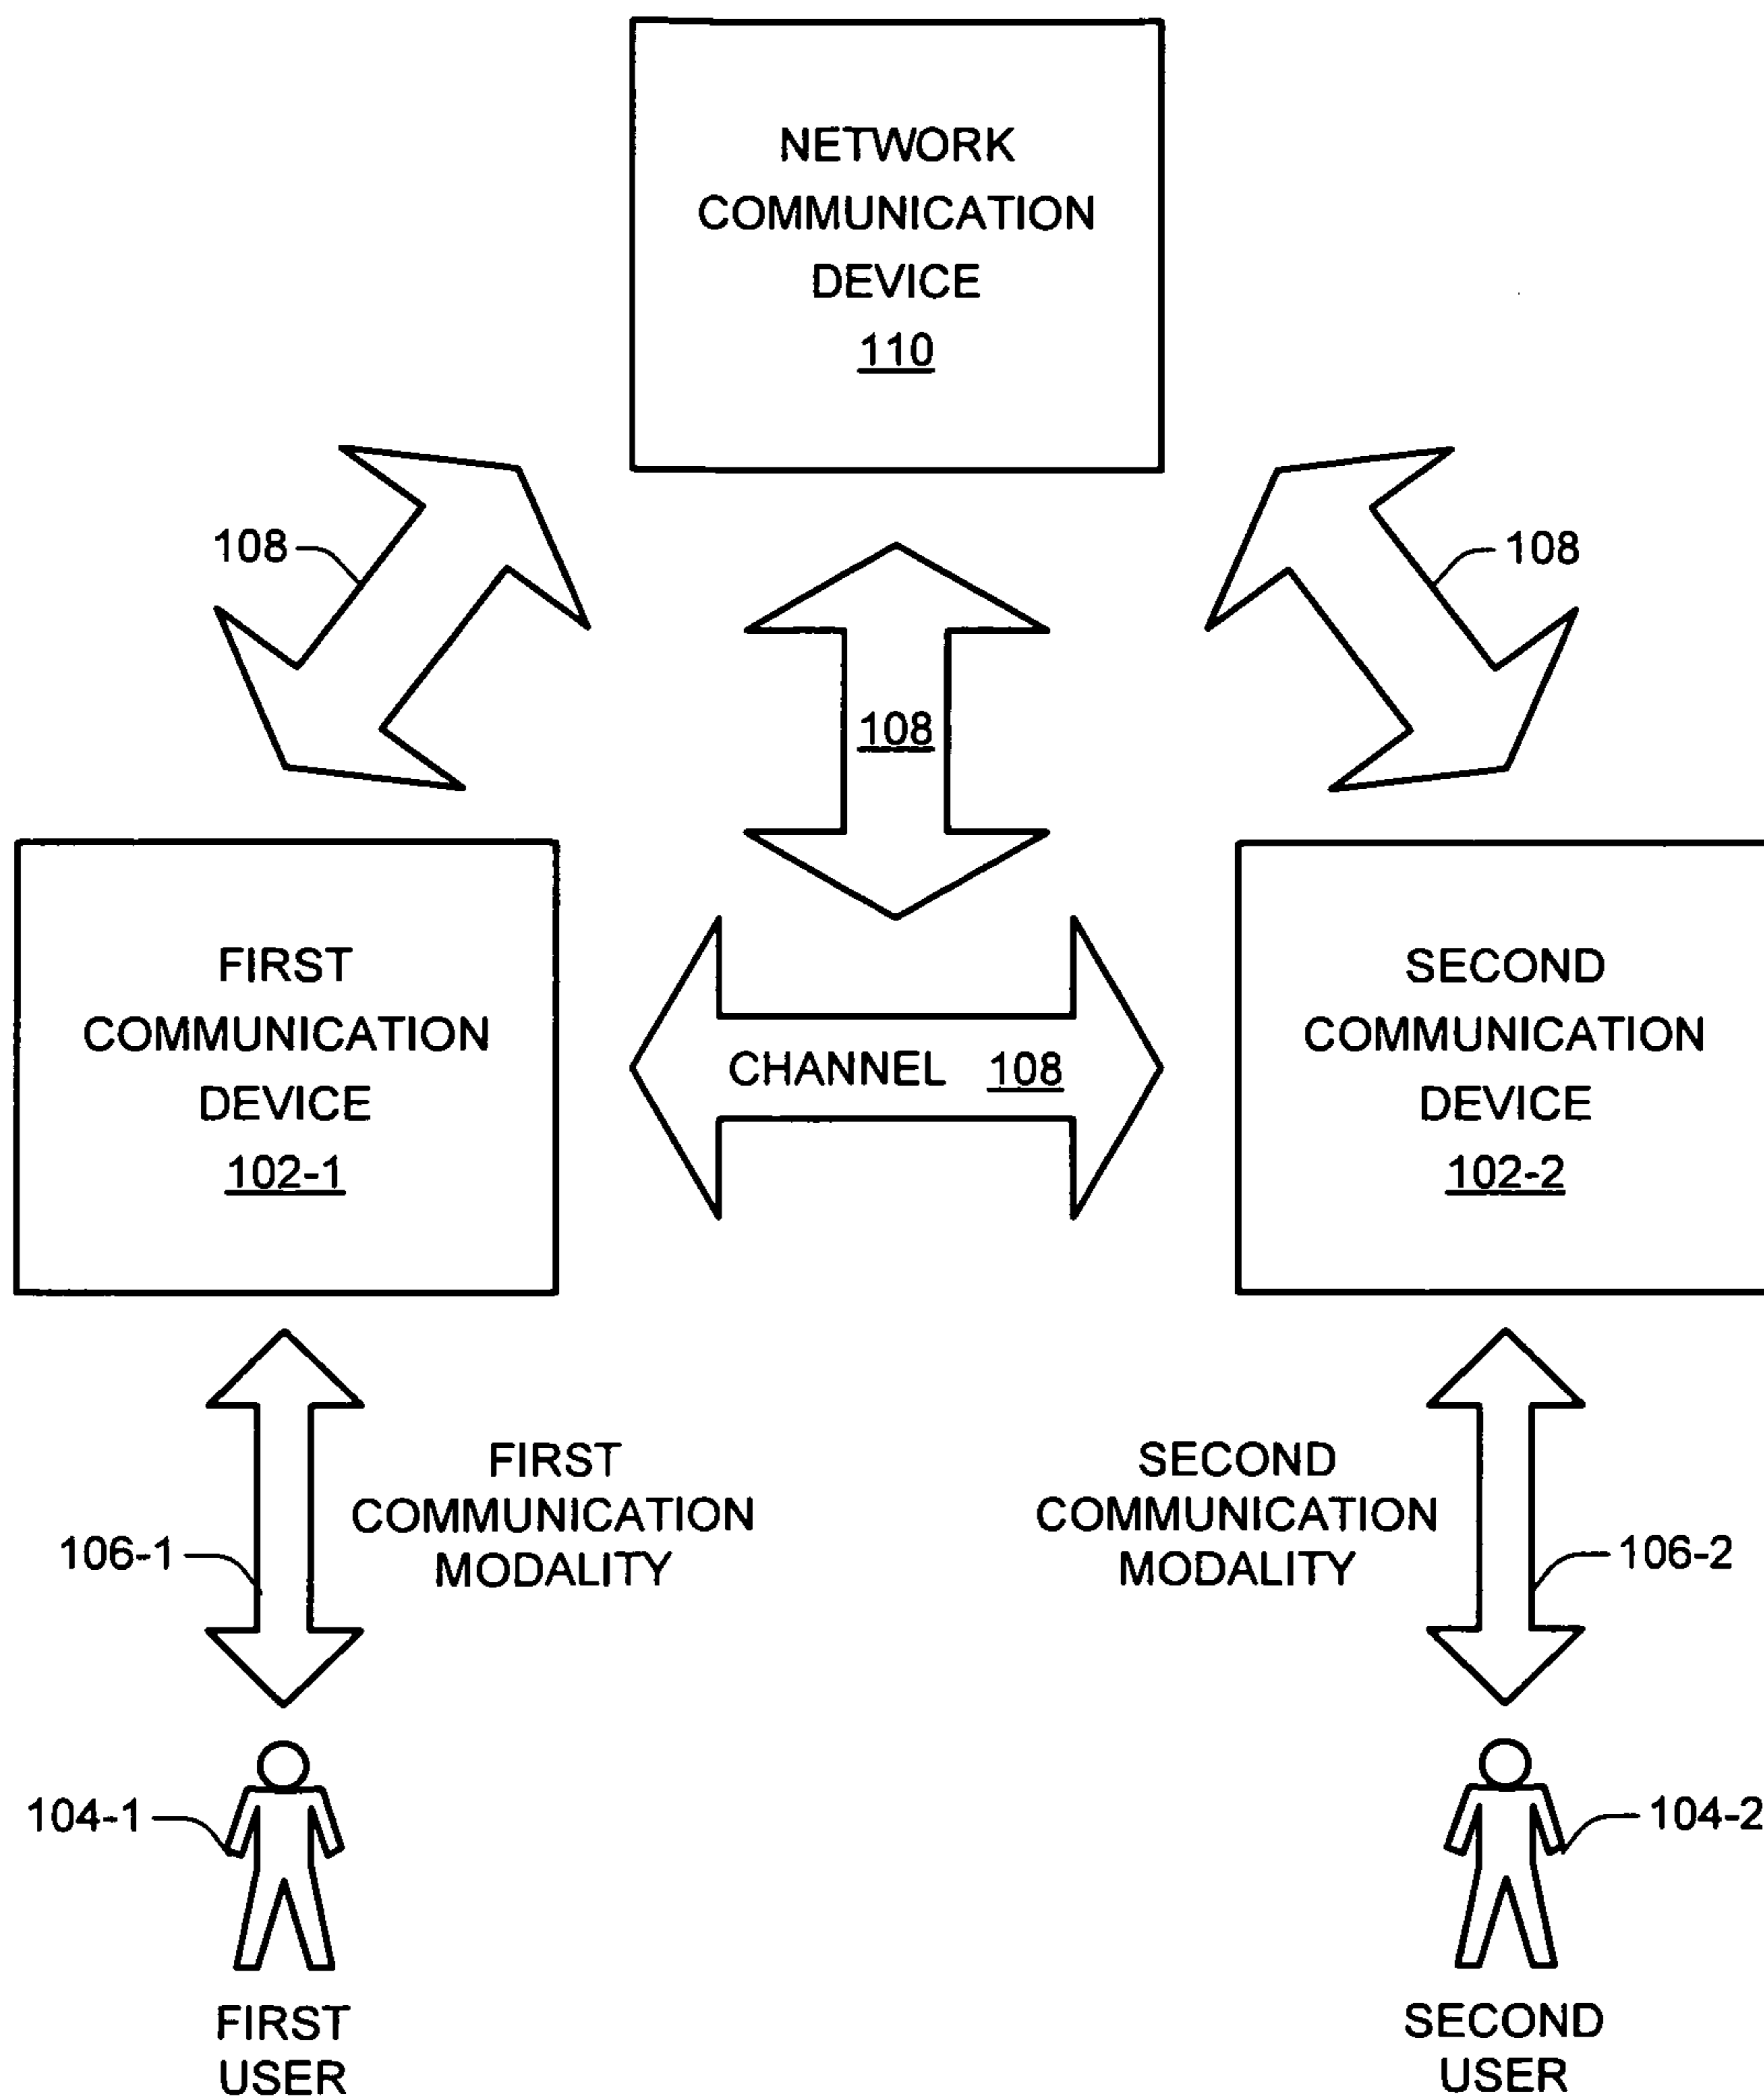 NETWORK
COMMUNICATION
DEVICE
110
108
108
108
FIRST
COMMUNICATION
DEVICE
102-1
CHANNEL 108
SECOND
COMMUNICATION
DEVICE
102-2
FIRST
COMMUNICATION
MODALITY
106-1
SECOND
COMMUNICATION
MODALITY
106-2
104-1
FIRST
USER
104-2
SECOND
USER